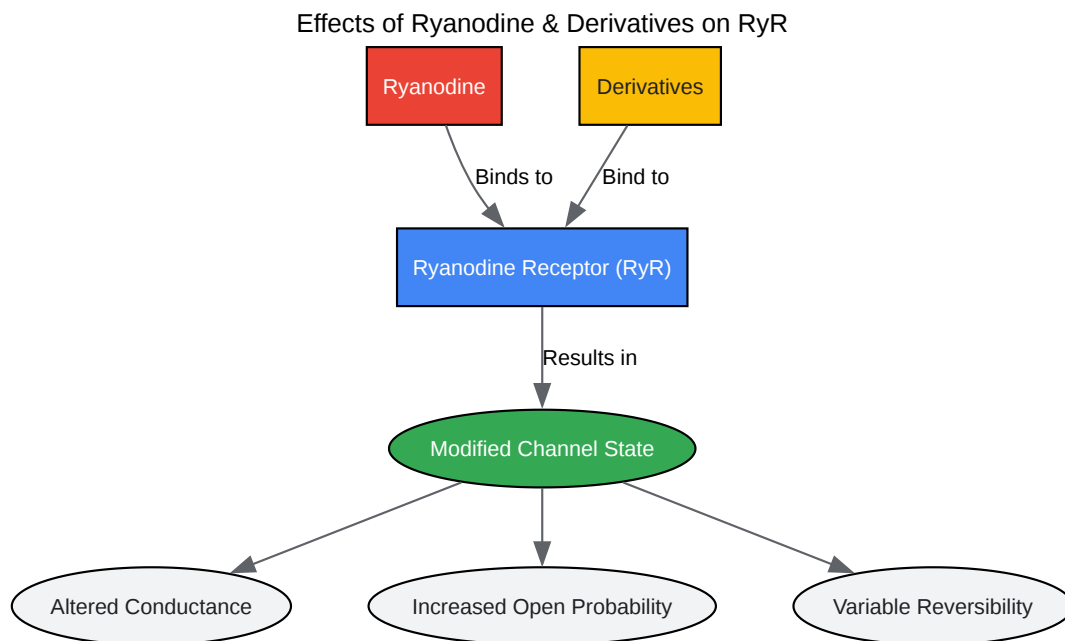 Effects of Ryanodine & Derivatives on RyR
Ryanodine
Derivatives
Binds to
Bind to
Ryanodine Receptor (RyR)
Results in
Modified Channel State
Altered Conductance
Increased Open Probability
Variable Reversibility